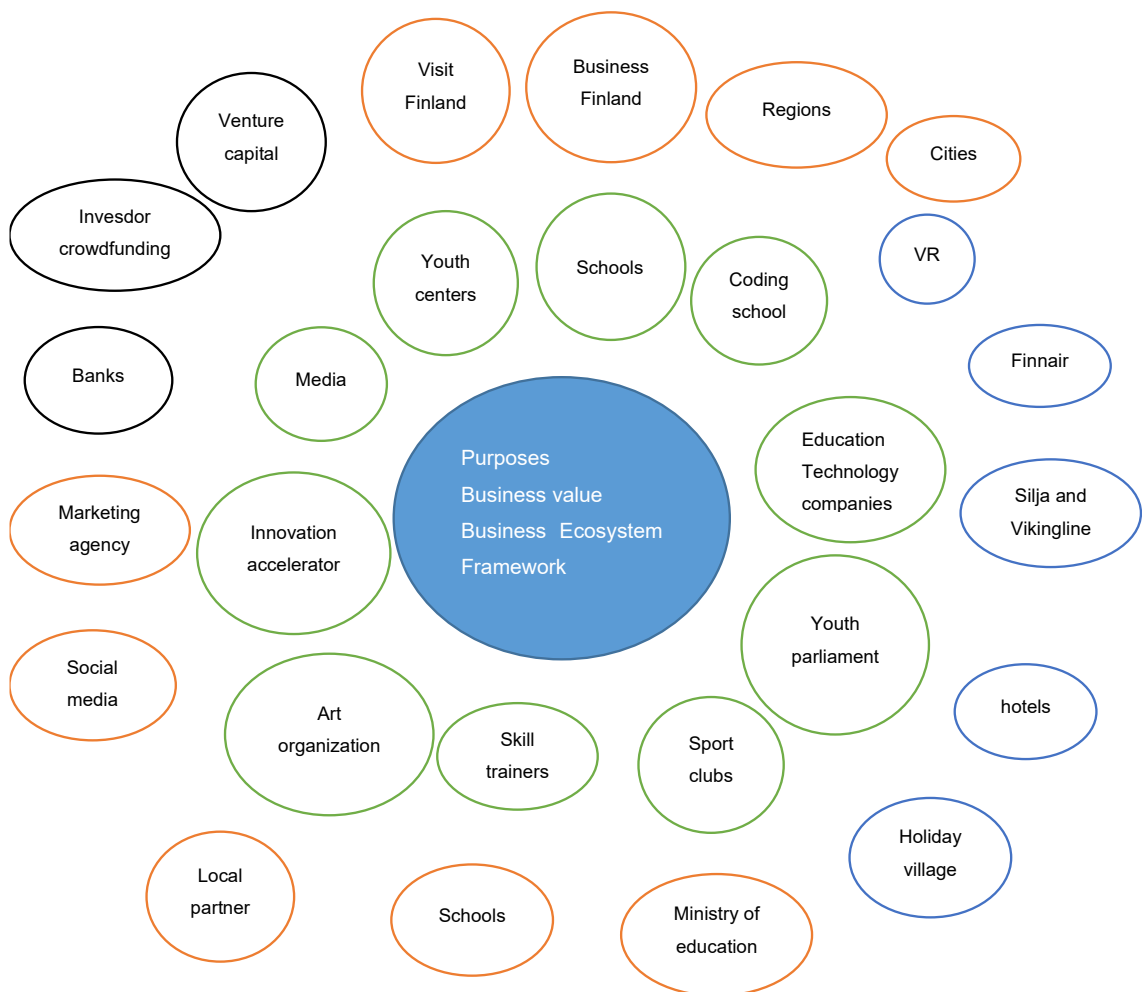 Visit
Finland
Business
Finland
Regions
Cities
Venture
capital
Invesdor
crowdfunding
Youth
centers
Schools
Coding
school
VR
Banks
Media
Finnair
Purposes
Business value
Business Ecosystem
Framework
Education
Technology
companies
Silja and
Vikingline
Marketing
agency
Innovation
accelerator
Youth
parliament
Social
media
Art
organization
Skill
trainers
Sport
clubs
hotels
Holiday
village
Local
partner
Schools
Ministry of
education